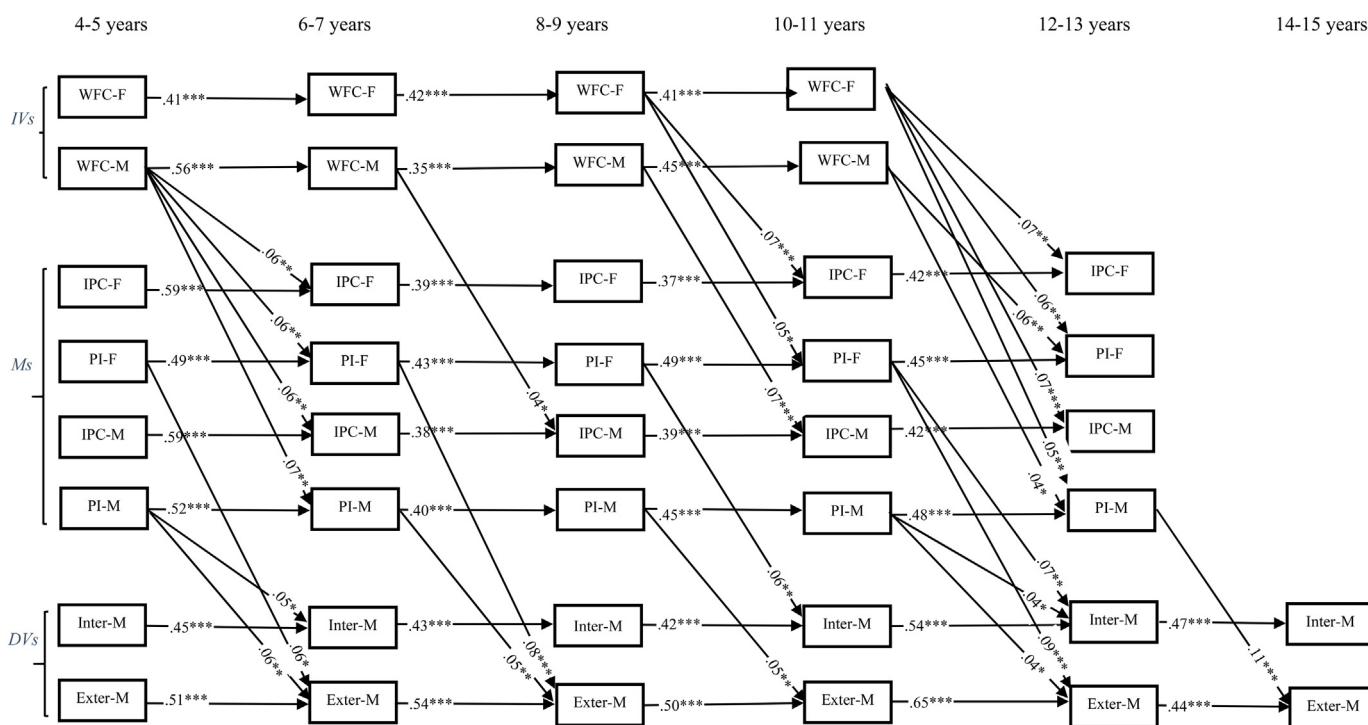 4-5 years 6-7 years 8-9 years 10-11 years 12-13 years 14-15 years
IVs
WFC-F .41*** WFC-F .42*** WFC-F .41*** WFC-F
WFC-M .56*** WFC-M .35*** WFC-M .45*** WFC-M
.06** .07*** .07**
Ms
IPC-F .59*** IPC-F .39*** IPC-F .37*** IPC-F .42*** IPC-F
.06** .05* .06** .06**
PI-F .49*** PI-F .43*** PI-F .49*** PI-F .45*** PI-F
.06** .04* .07*** .07***
IPC-M .59*** IPC-M .38*** IPC-M .39*** IPC-M .42*** IPC-M
.07** .05** .04*
PI-M .52*** PI-M .40*** PI-M .45*** PI-M .48*** PI-M
.05* .06** .07** .04*
DVs
Inter-M .45*** Inter-M .43*** Inter-M .42*** Inter-M .54*** Inter-M .47*** Inter-M
.06** .06* .05** .08*** .05** .04* .09*** .11***
Exter-M .51*** Exter-M .54*** Exter-M .50*** Exter-M .65*** Exter-M .44*** Exter-M